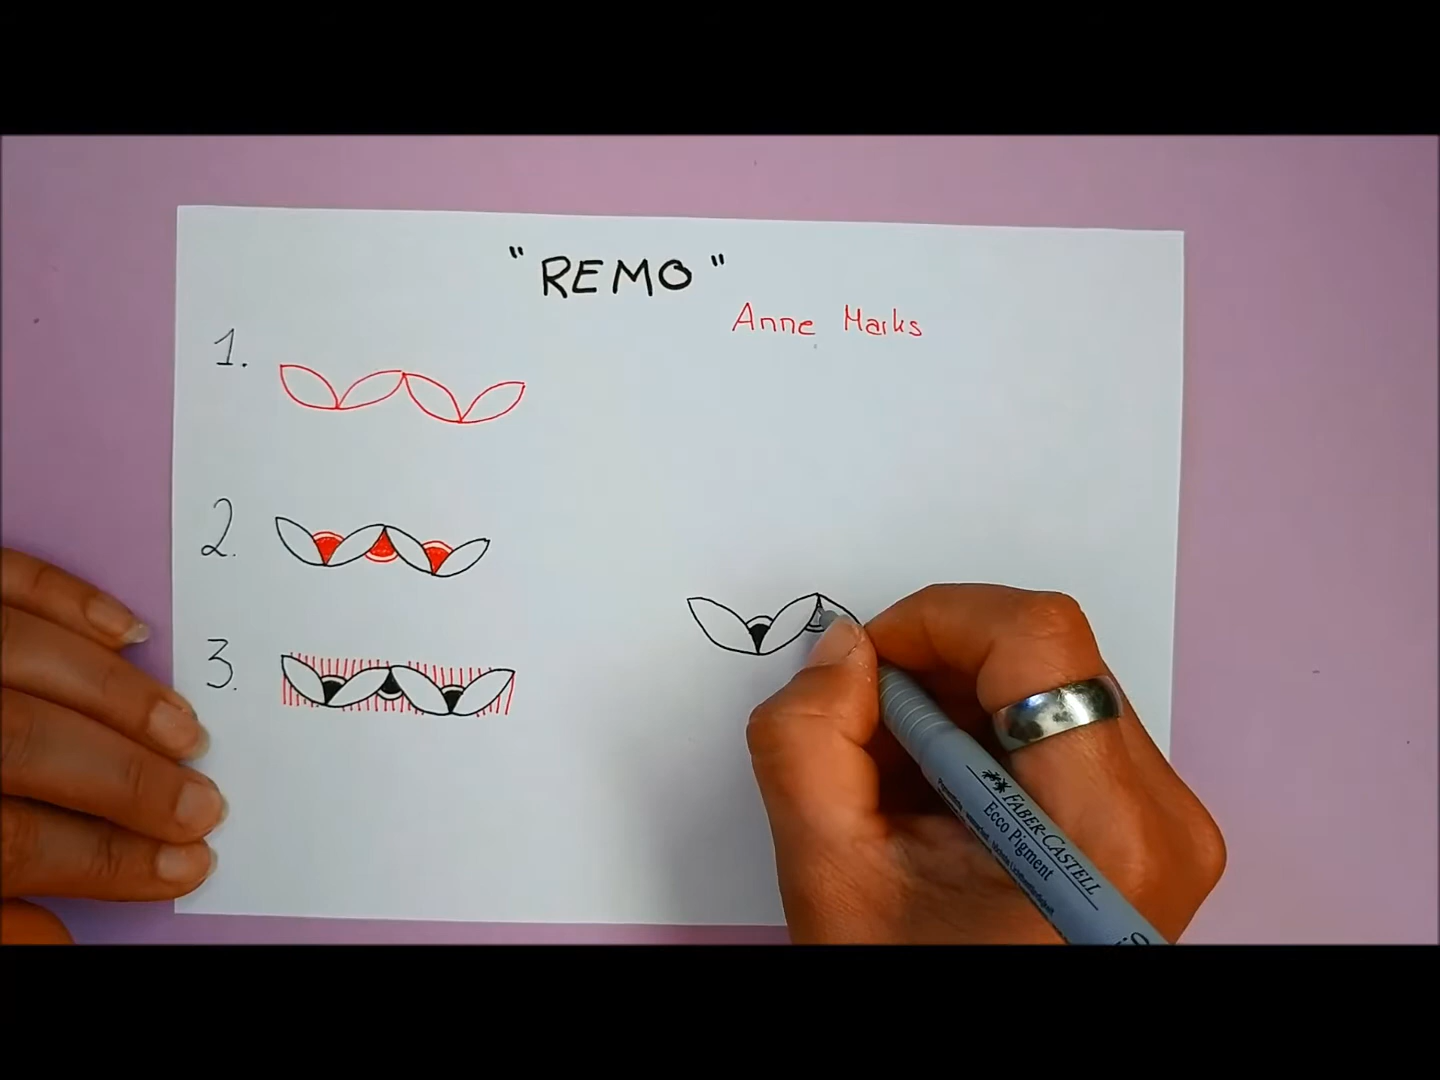 "REMO"
Anne Marks
1.
2.
3.
FABER-CASTELL
Ecco Pigment